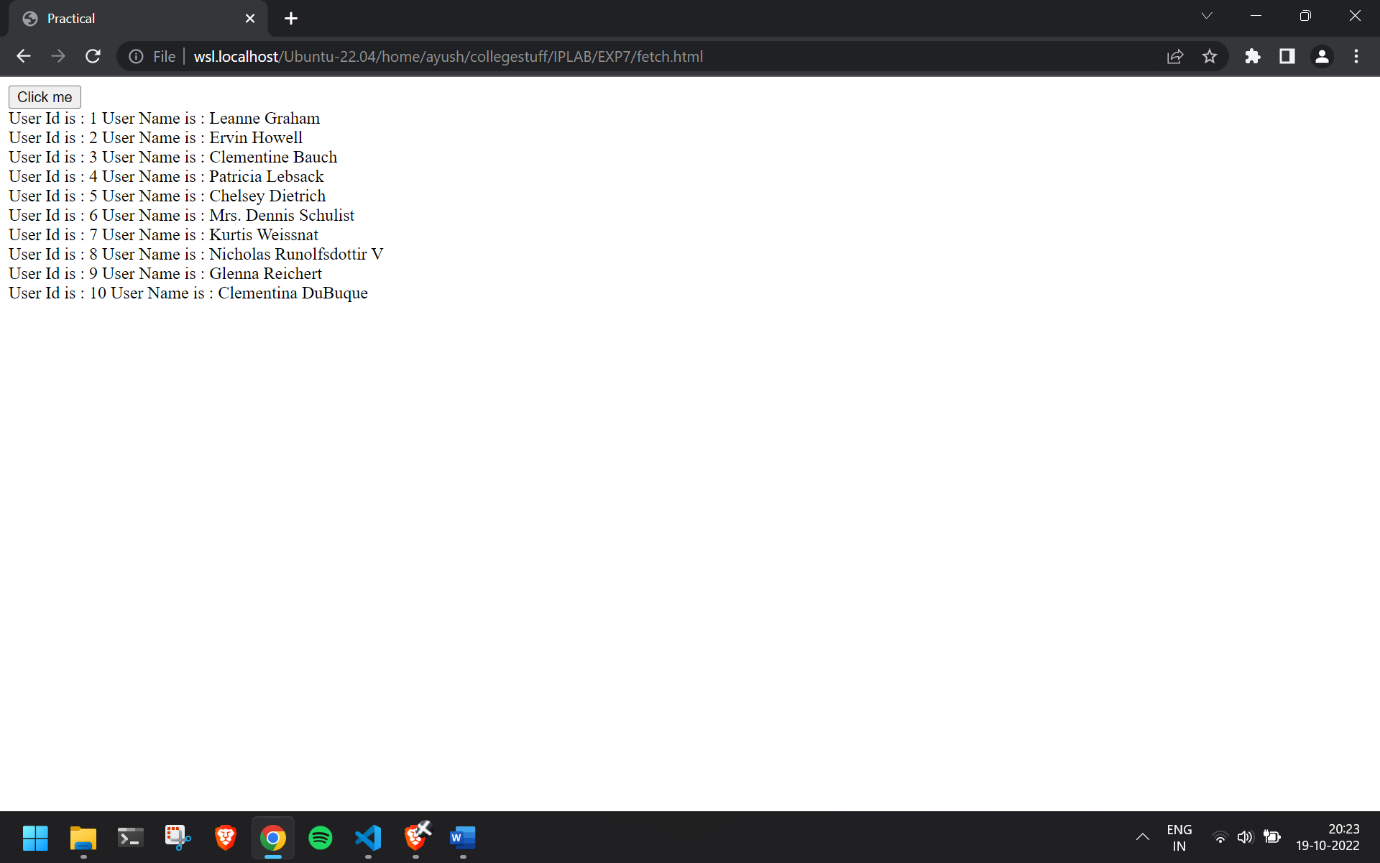 Practical
File
wsl.localhost/Ubuntu-22.04/home/ayush/collegestuff/IPLAB/EXP7/fetch.html
Click me
User Id is : 1 User Name is : Leanne Graham
User Id is : 2 User Name is : Ervin Howell
User Id is : 3 User Name is : Clementine Bauch
User Id is : 4 User Name is : Patricia Lebsack
User Id is : 5 User Name is : Chelsey Dietrich
User Id is : 6 User Name is : Mrs. Dennis Schulist
User Id is : 7 User Name is : Kurtis Weissnat
User Id is : 8 User Name is : Nicholas Runolfsdottir V
User Id is : 9 User Name is : Glenna Reichert
User Id is : 10 User Name is : Clementina DuBuque
W
ENG
IN
20:23
19-10-2022